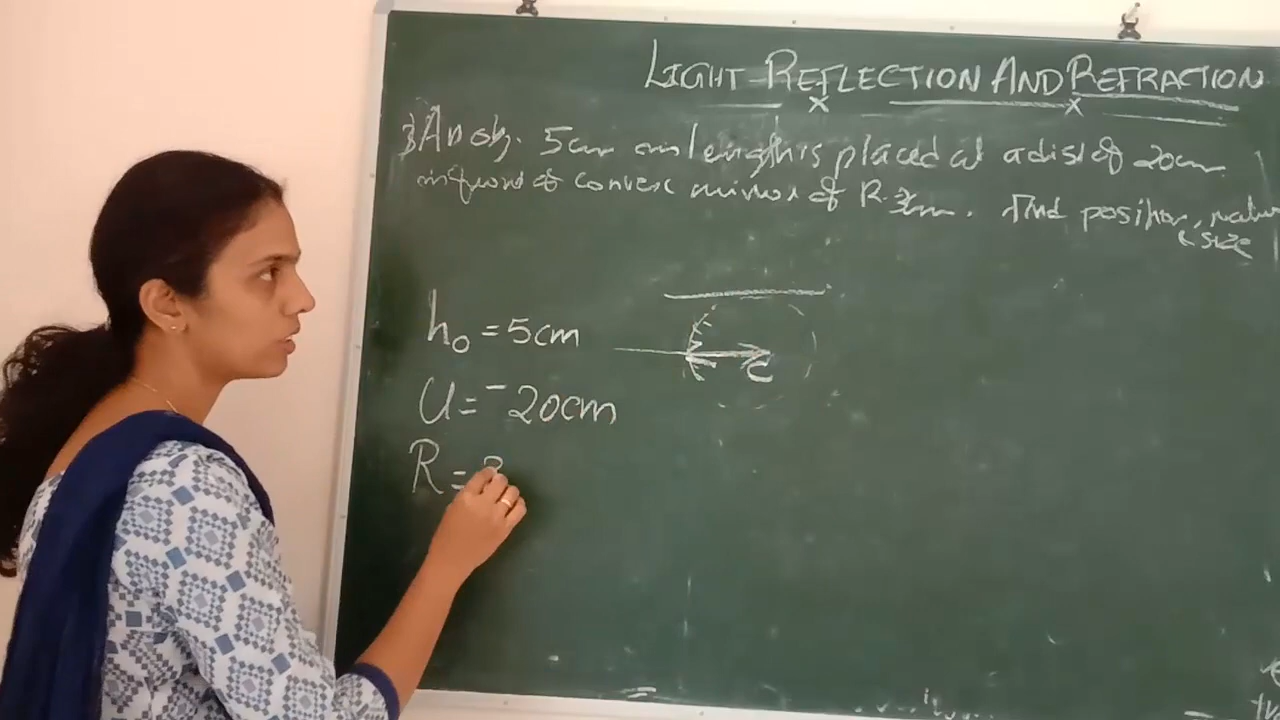 LIGHT-REFLECTION AND REFRACTION
3) An obj. 5cm in length is placed at a dist of 20cm
in front of convex mirror of R. find position,
& size
h₀ = 5cm
C
U = -20cm
R = 3